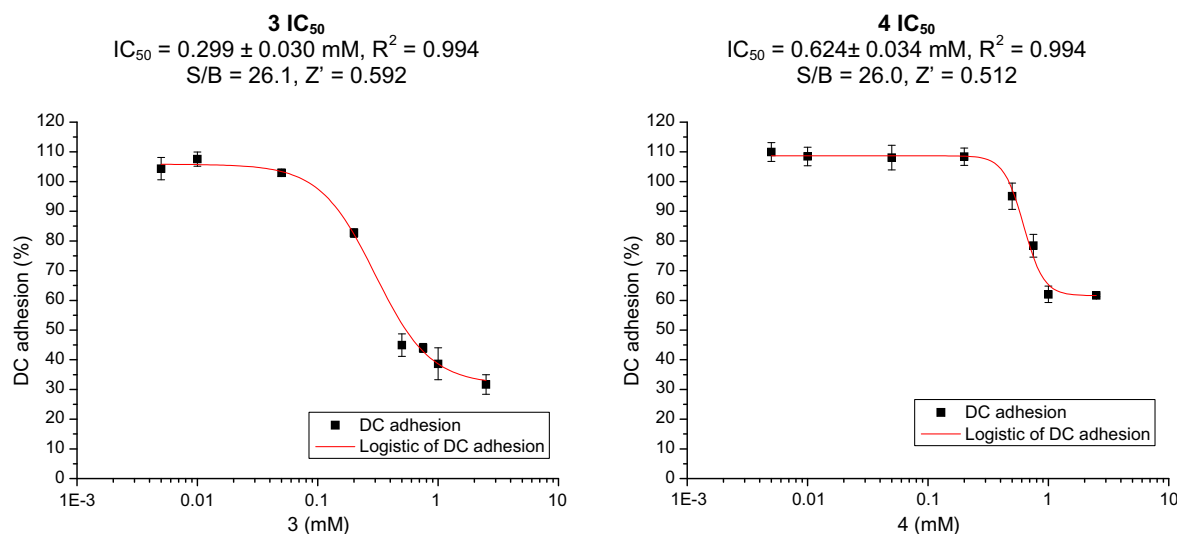 3 IC50
IC50 = 0.299 ± 0.030 mM, R2 = 0.994
S/B = 26.1, Z' = 0.592
DC adhesion (%)
120
110
100
90
80
70
60
50
40
30
20
10
0
DC adhesion
Logistic of DC adhesion
1E-3
0.01
0.1
1
10
3 (mM)
4 IC50
IC50 = 0.624± 0.034 mM, R2 = 0.994
S/B = 26.0, Z' = 0.512
DC adhesion (%)
120
110
100
90
80
70
60
50
40
30
20
10
0
DC adhesion
Logistic of DC adhesion
1E-3
0.01
0.1
1
10
4 (mM)